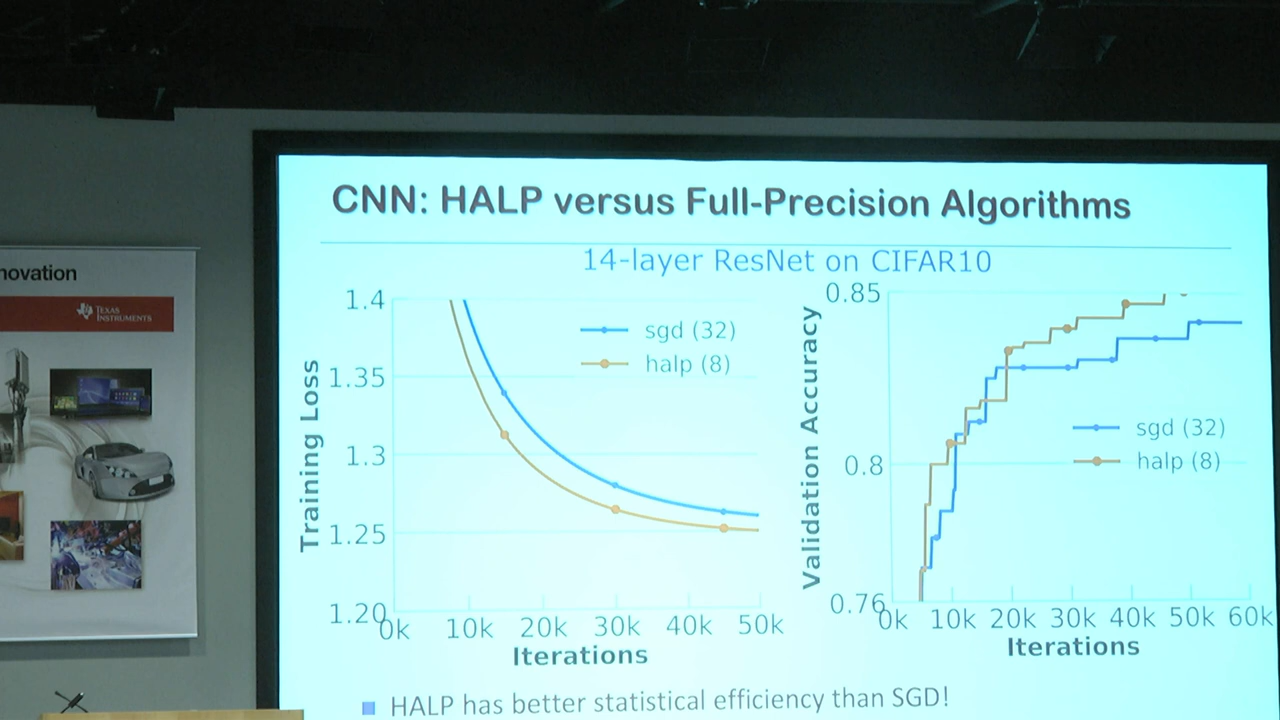 novation
TEXAS
INSTRUMENTS
CNN: HALP versus Full-Precision Algorithms
14-layer ResNet on CIFAR10
1.4
1.35
1.3
1.25
1.20
Training Loss
sgd (32)
halp (8)
0k 10k 20k 30k 40k 50k
Iterations
0.85
0.8
0.76
Validation Accuracy
sgd (32)
halp (8)
0k 10k 20k 30k 40k 50k 60k
Iterations
HALP has better statistical efficiency than SGD!